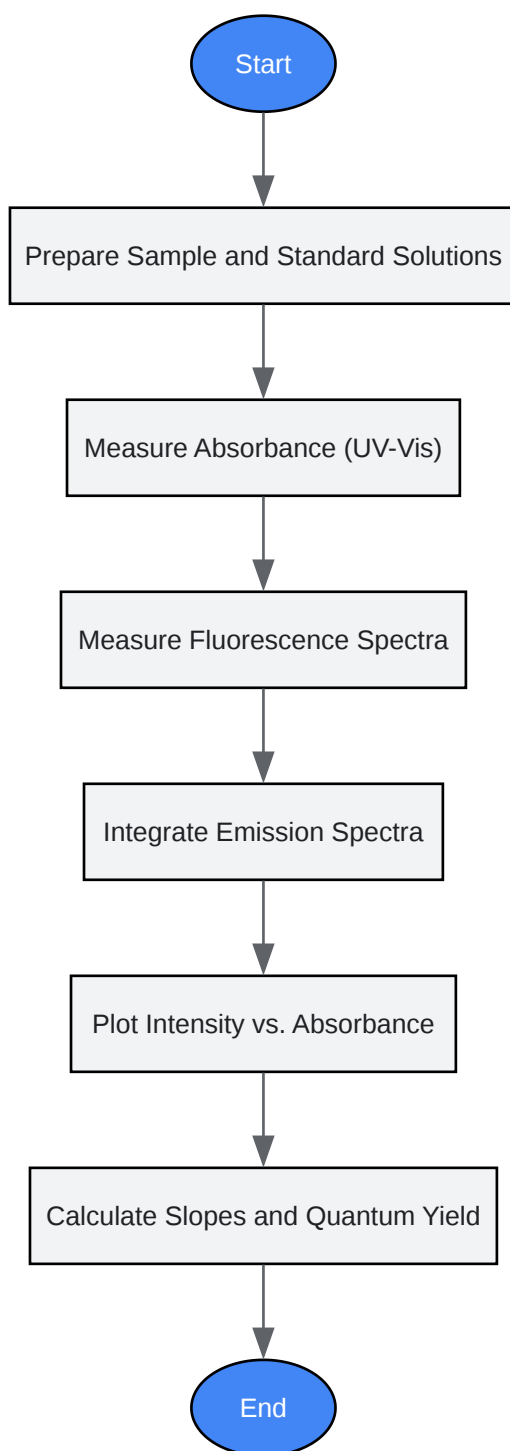 Start
Prepare Sample and Standard Solutions
Measure Absorbance (UV-Vis)
Measure Fluorescence Spectra
Integrate Emission Spectra
Plot Intensity vs. Absorbance
Calculate Slopes and Quantum Yield
End